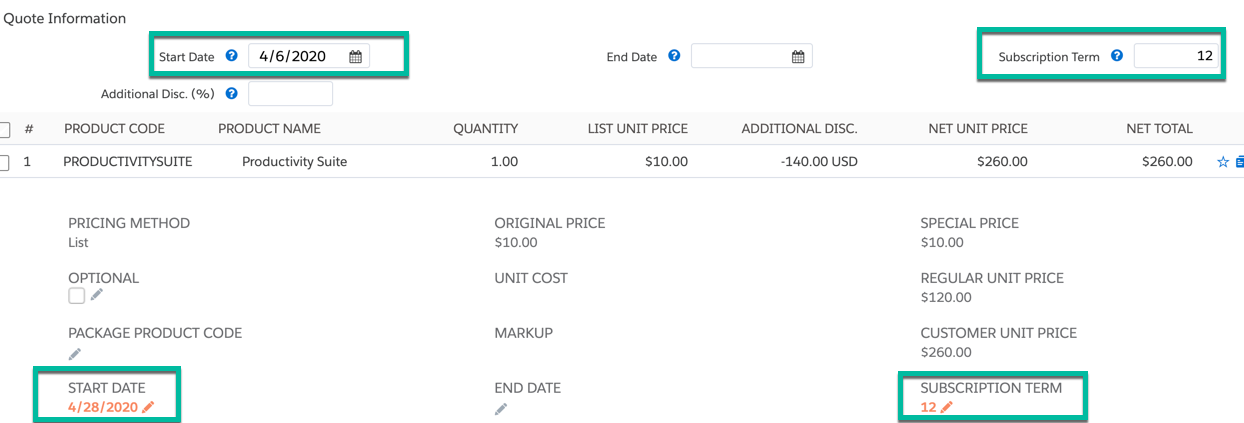 Quote Information
Start Date ? 4/6/2020 End Date ? Subscription Term ? 12
Additional Disc. (%) ?
# PRODUCT CODE PRODUCT NAME QUANTITY LIST UNIT PRICE ADDITIONAL DISC. NET UNIT PRICE NET TOTAL
1 PRODUCTIVITYSUITE Productivity Suite 1.00 $10.00 -140.00 USD $260.00 $260.00
PRICING METHOD ORIGINAL PRICE SPECIAL PRICE
List $10.00 $10.00
OPTIONAL UNIT COST REGULAR UNIT PRICE
$120.00
PACKAGE PRODUCT CODE MARKUP CUSTOMER UNIT PRICE
$260.00
START DATE END DATE SUBSCRIPTION TERM
4/28/2020 12